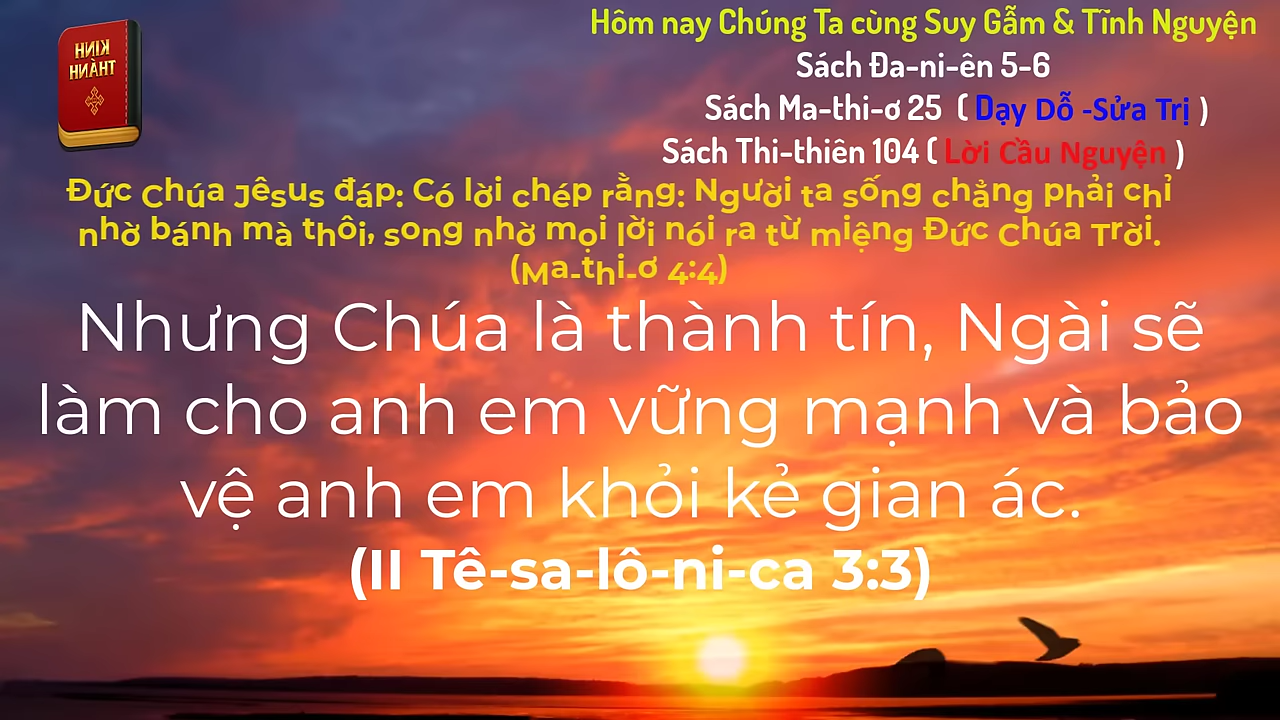 KINH
THÀNH
Hôm nay Chúng Ta cùng Suy Gẫm & Tĩnh Nguyện
Sách Đa-ni-ên 5-6
Sách Ma-thi-ơ 25 ( Dạy Dỗ -Sửa Trị )
Sách Thi-thiên 104 ( Lời Cầu Nguyện )
Đức Chúa Jêsus đáp: Có lời chép rằng: Người ta sống chẳng phải chỉ
nhờ bánh mà thôi, song nhờ mọi lời nói ra từ miệng Đức Chúa Trời.
(Ma-thi-ơ 4:4)
Nhưng Chúa là thành tín, Ngài sẽ
làm cho anh em vững mạnh và bảo
vệ anh em khỏi kẻ gian ác.
(II Tê-sa-lô-ni-ca 3:3)